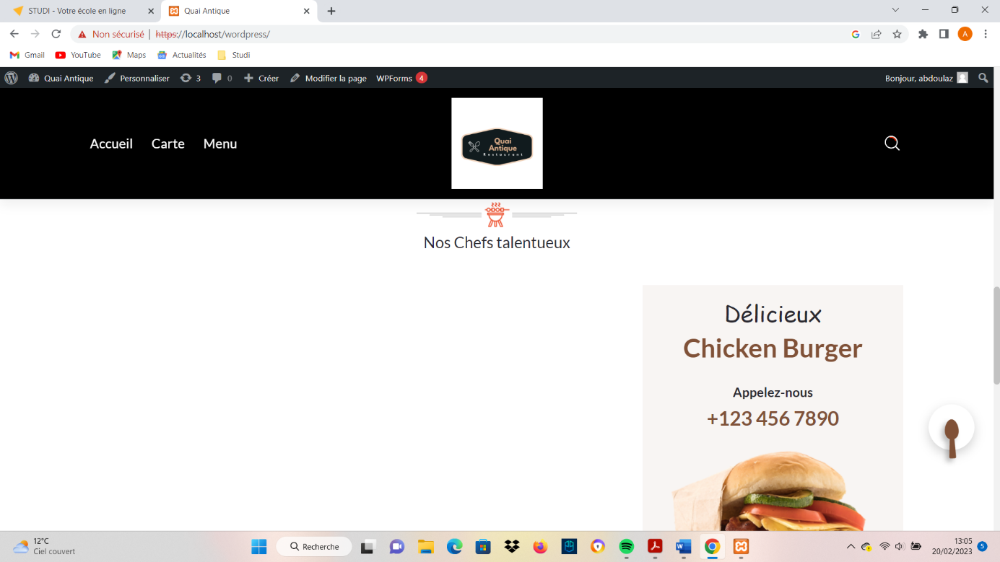 STUDI - Votre école en ligne
Quai Antique
Non sécurisé | https://localhost/wordpress/
A
Gmail YouTube Maps Actualités Studi
Quai Antique Personnaliser 3 0 Créer Modifier la page WPForms 4 Bonjour, abdoulaz
Accueil Carte Menu
Quai
Antique
Restaurant
Nos Chefs talentueux
Délicieux
Chicken Burger
Appelez-nous
+123 456 7890
12°C
Ciel couvert
Recherche
13:05
20/02/2023
5